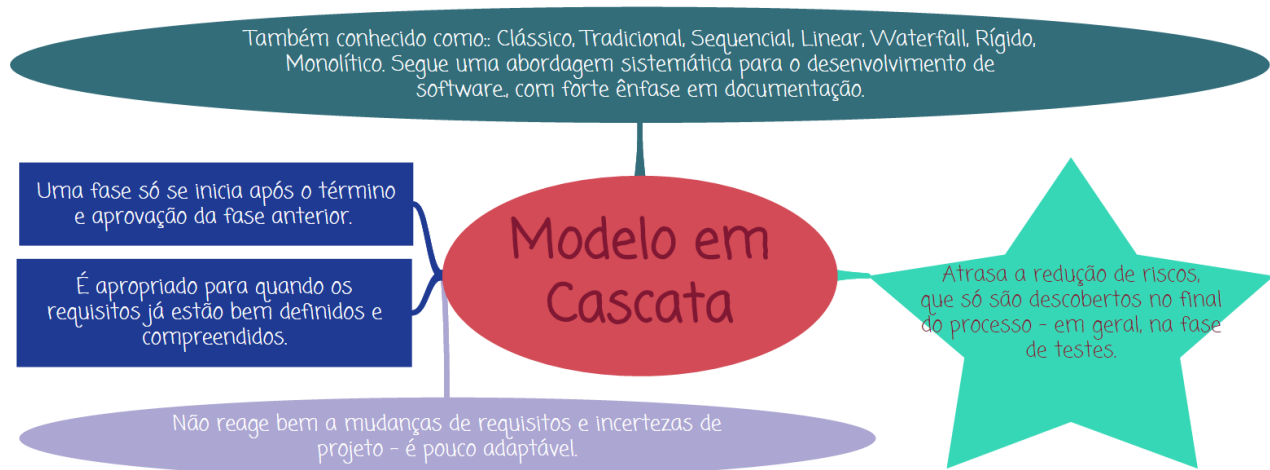 Também conhecido como:: Clássico, Tradicional, Sequencial, Linear, Waterfall, Rígido,
Monolítico. Segue uma abordagem sistemática para o desenvolvimento de
software., com forte ênfase em documentação.
Uma fase só se inicia após o término
e aprovação da fase anterior.
É apropriado para quando os
requisitos já estão bem definidos e
compreendidos.
Modelo em
Cascata
Atrasa a redução de riscos,
que só são descobertos no final
do processo - em geral, na fase
de testes.
Não reage bem a mudanças de requisitos e incertezas de
projeto - é pouco adaptável.